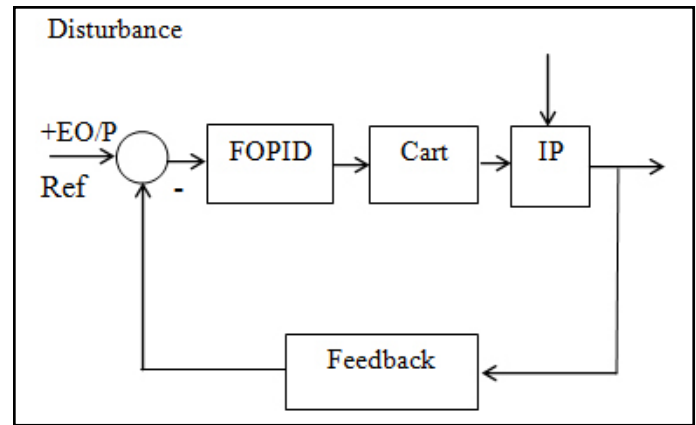 Disturbance
+EO/P
Ref
-
FOPID
Cart
IP
Feedback